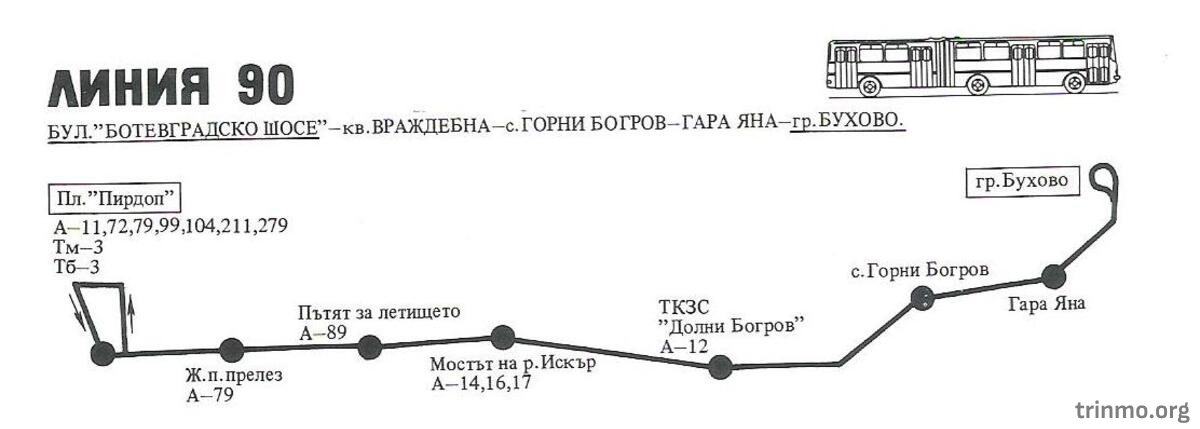 ЛИНИЯ 90
БУЛ."БОТЕВГРАДСКО ШОСЕ"–кв.ВРАЖДЕБНА–с.ГОРНИ БОГРОВ–ГАРА ЯНА–гр.БУХОВО.
Пл."Пирдоп"
А–11,72,79,99,104,211,279
Тм–3
Тб–3
Ж.п.прелез
А–79
Пътят за летището
А–89
Мостът на р.Искър
А–14,16,17
ТКЗС
"Долни Богров"
А–12
с.Горни Богров
Гара Яна
гр.Бухово
trinmo.org